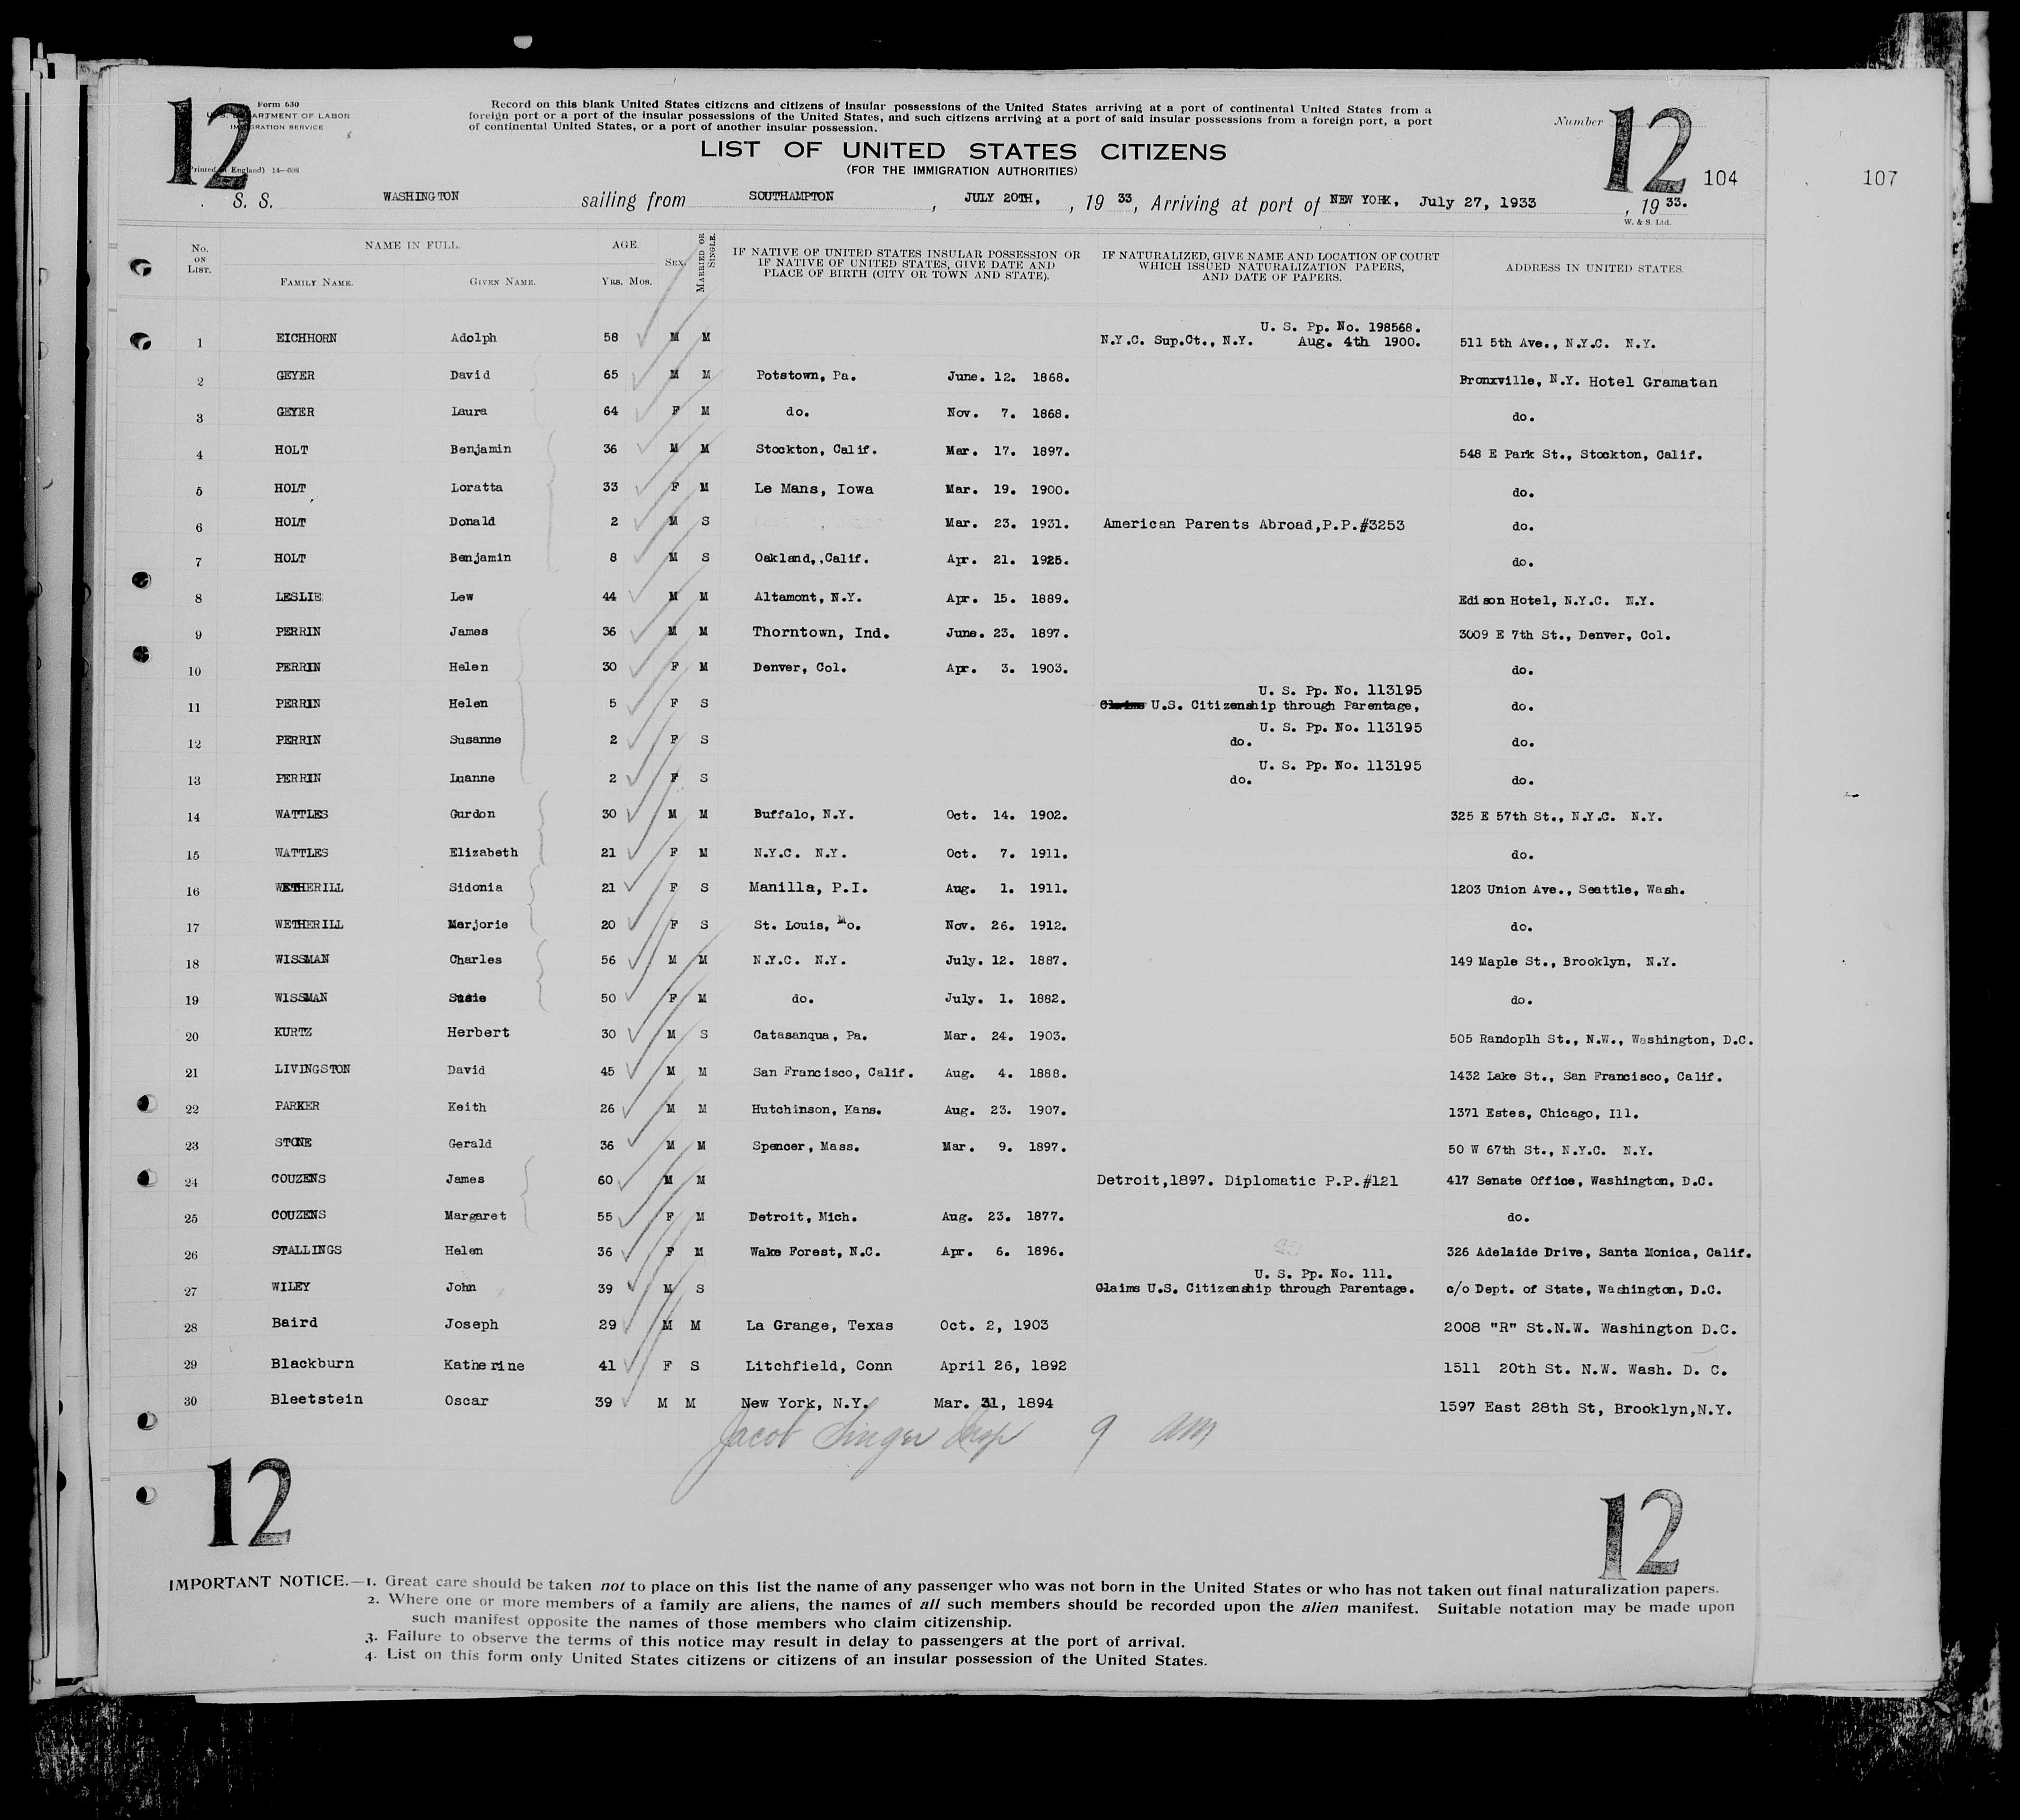 12
Form 630
U. S. DEPARTMENT OF LABOR
IMMIGRATION SERVICE
(Printed in England) 14—698
Record on this blank United States citizens and citizens of insular possessions of the United States arriving at a port of continental United States from a
foreign port or a port of the insular possessions of the United States, and such citizens arriving at a port of said insular possessions from a foreign port, a port
of continental United States, or a port of another insular possession.
Number
12
104
107
LIST OF UNITED STATES CITIZENS
(FOR THE IMMIGRATION AUTHORITIES)
S. S. WASHINGTON sailing from SOUTHAMPTON, JULY 20TH, , 19 33, Arriving at port of NEW YORK, July 27, 1933 , 19 33.
W. & S. Ltd.
No. ON LIST. NAME IN FULL. FAMILY NAME. GIVEN NAME. AGE. YRS. MOS. SEX. MARRIED OR SINGLE. IF NATIVE OF UNITED STATES INSULAR POSSESSION OR IF NATIVE OF UNITED STATES, GIVE DATE AND PLACE OF BIRTH (CITY OR TOWN AND STATE). IF NATURALIZED, GIVE NAME AND LOCATION OF COURT WHICH ISSUED NATURALIZATION PAPERS, AND DATE OF PAPERS. ADDRESS IN UNITED STATES.
U. S. Pp. No. 198568.
1 EICHHORN Adolph 58 M M N.Y.C. Sup.Ct., N.Y. Aug. 4th 1900. 511 5th Ave., N.Y.C. N.Y.
2 GEYER David 65 M M Potstown, Pa. June. 12. 1868. Bronxville, N.Y. Hotel Gramatan
3 GEYER Laura 64 F M do. Nov. 7. 1868. do.
4 HOLT Benjamin 36 M M Stockton, Calif. Mar. 17. 1897. 548 E Park St., Stockton, Calif.
5 HOLT Loratta 33 F M Le Mans, Iowa Mar. 19. 1900. do.
6 HOLT Donald 2 M S Mar. 23. 1931. American Parents Abroad,P.P.#3253 do.
7 HOLT Benjamin 8 M S Oakland,,Calif. Apr. 21. 1925. do.
8 LESLIE Lew 44 M M Altamont, N.Y. Apr. 15. 1889. Edison Hotel, N.Y.C. N.Y.
9 PERRIN James 36 M M Thorntown, Ind. June. 23. 1897. 3009 E 7th St., Denver, Col.
10 PERRIN Helen 30 F M Denver, Col. Apr. 3. 1903. do.
U. S. Pp. No. 113195
11 PERRIN Helen 5 F S Claims U.S. Citizenship through Parentage, do.
U. S. Pp. No. 113195
12 PERRIN Susanne 2 F S do. do.
U. S. Pp. No. 113195
13 PERRIN Luanne 2 F S do. do.
14 WATTLES Gurdon 30 M M Buffalo, N.Y. Oct. 14. 1902. 325 E 57th St., N.Y.C. N.Y.
15 WATTLES Elizabeth 21 F M N.Y.C. N.Y. Oct. 7. 1911. do.
16 WETHERILL Sidonia 21 F S Manilla, P.I. Aug. 1. 1911. 1203 Union Ave., Seattle, Wash.
17 WETHERILL Marjorie 20 F S St. Louis, Mo. Nov. 26. 1912. do.
18 WISSMAN Charles 56 M M N.Y.C. N.Y. July. 12. 1887. 149 Maple St., Brooklyn, N.Y.
19 WISSMAN Susie 50 F M do. July. 1. 1882. do.
20 KURTZ Herbert 30 M S Catasanqua, Pa. Mar. 24. 1903. 505 Randoplh St., N.W., Washington, D.C.
21 LIVINGSTON David 45 M M San Francisco, Calif. Aug. 4. 1888. 1432 Lake St., San Francisco, Calif.
22 PARKER Keith 26 M M Hutchinson, Kans. Aug. 23. 1907. 1371 Estes, Chicago, Ill.
23 STONE Gerald 36 M M Spencer, Mass. Mar. 9. 1897. 50 W 67th St., N.Y.C. N.Y.
24 COUZENS James 60 M M Detroit,1897. Diplomatic P.P.#121 417 Senate Office, Washington, D.C.
25 COUZENS Margaret 55 F M Detroit, Mich. Aug. 23. 1877. do.
26 STALLINGS Helen 36 F M Wake Forest, N.C. Apr. 6. 1896. 326 Adelaide Drive, Santa Monica, Calif.
U. S. Pp. No. 111.
27 WILEY John 39 M S Claims U.S. Citizenship through Parentage. c/o Dept. of State, Washington, D.C.
28 Baird Joseph 29 M M La Grange, Texas Oct. 2, 1903 2008 "R" St.N.W. Washington D.C.
29 Blackburn Katherine 41 F S Litchfield, Conn April 26, 1892 1511 20th St. N.W. Wash. D. C.
30 Bleetstein Oscar 39 M M New York, N.Y. Mar. 31, 1894 1597 East 28th St, Brooklyn,N.Y.
Jacob Singer Insp 9 am
12
12
IMPORTANT NOTICE.—1. Great care should be taken not to place on this list the name of any passenger who was not born in the United States or who has not taken out final naturalization papers.
2. Where one or more members of a family are aliens, the names of all such members should be recorded upon the alien manifest. Suitable notation may be made upon
such manifest opposite the names of those members who claim citizenship.
3. Failure to observe the terms of this notice may result in delay to passengers at the port of arrival.
4. List on this form only United States citizens or citizens of an insular possession of the United States.